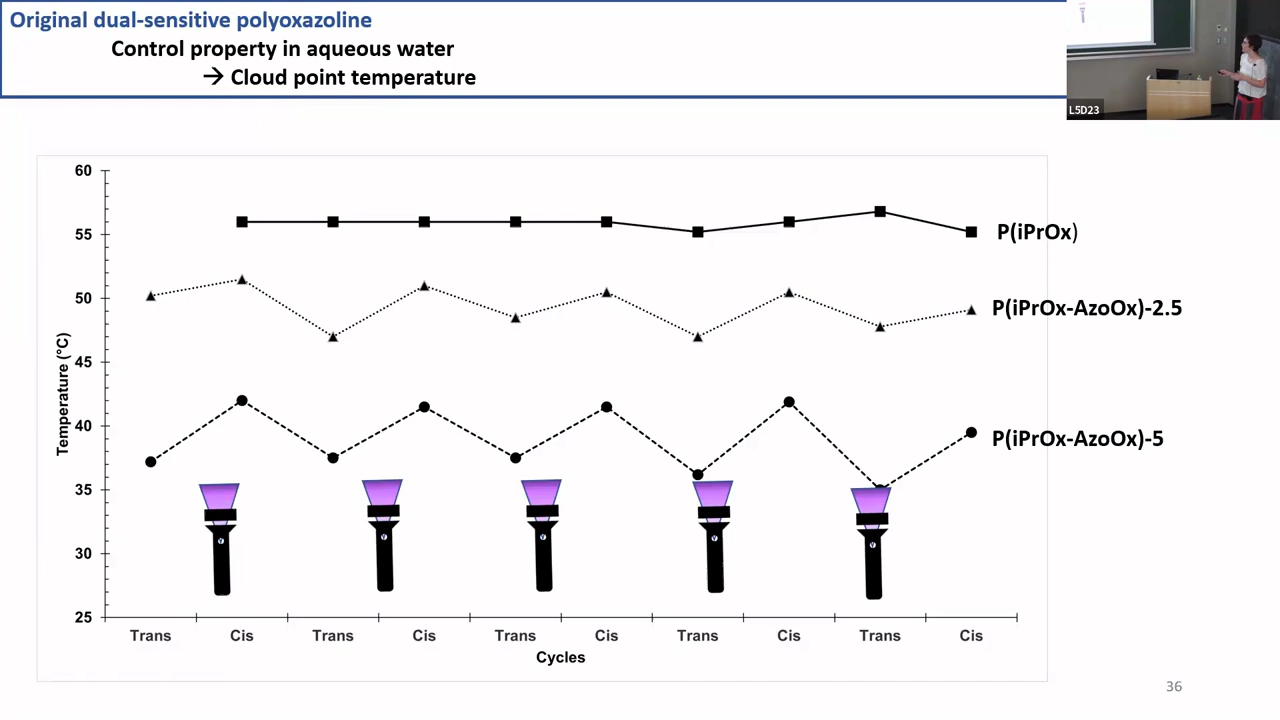 Original dual-sensitive polyoxazoline
Control property in aqueous water
→ Cloud point temperature
L5D23
60
55
50
45
40
35
30
25
Temperature (°C)
P(iPrOx)
P(iPrOx-AzoOx)-2.5
P(iPrOx-AzoOx)-5
Trans Cis Trans Cis Trans Cis Trans Cis Trans Cis
Cycles
36